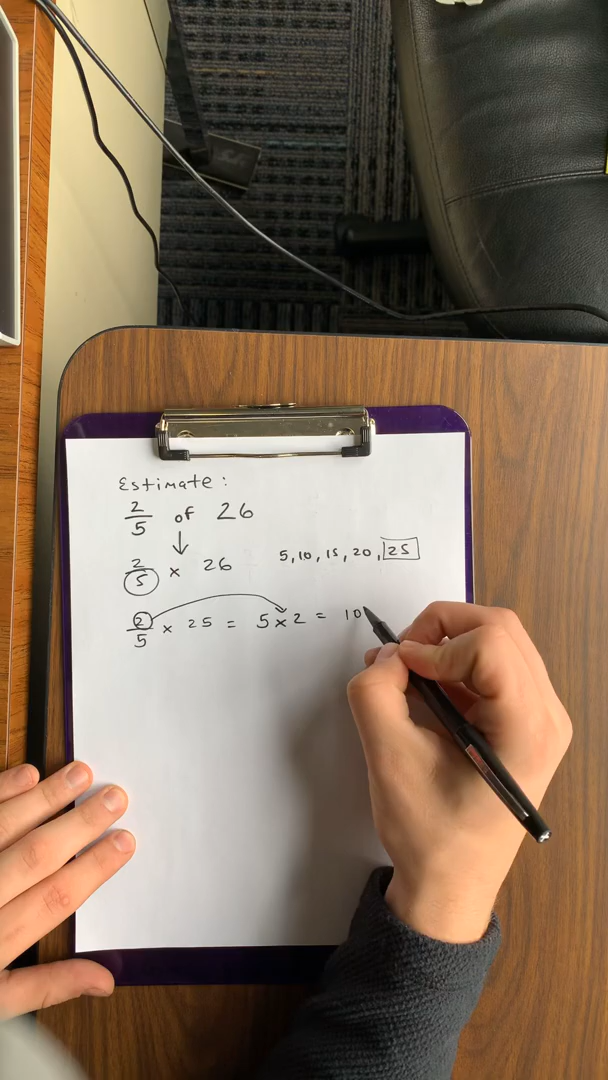 Estimate:
2/5 of 26
↓
2/5 × 26 5, 10, 15, 20, 25
2/5 × 25 = 5 × 2 = 10